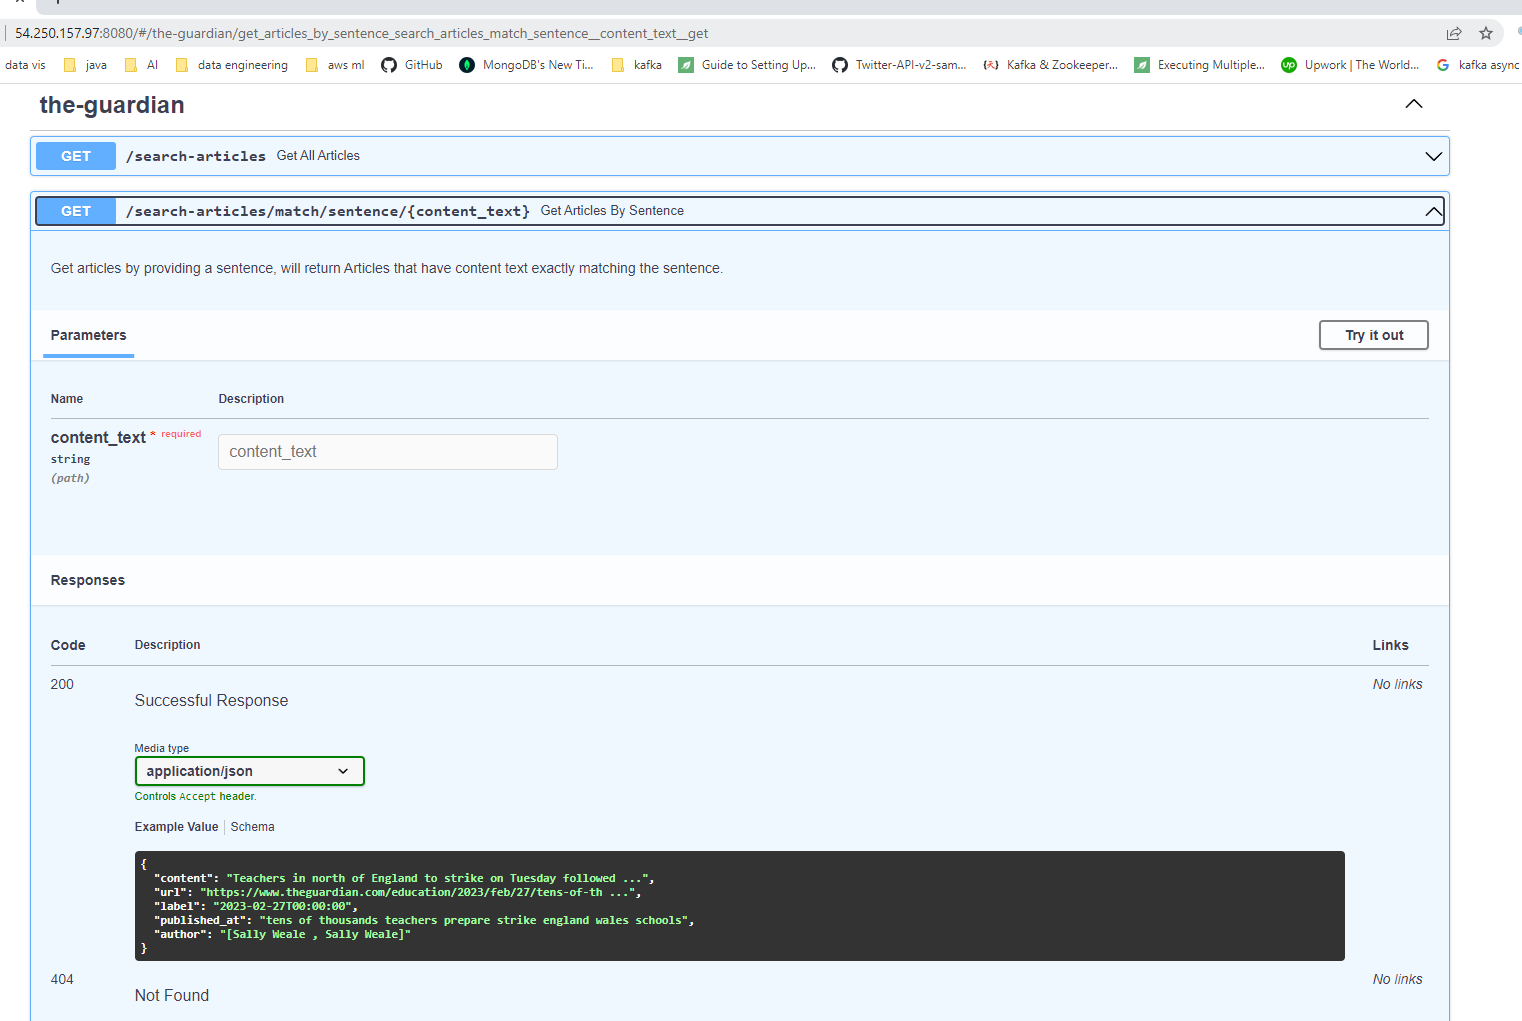 54.250.157.97:8080/#/the-guardian/get_articles_by_sentence_search_articles_match_sentence__content_text__get
data vis java AI data engineering aws ml GitHub MongoDB's New Ti... kafka Guide to Setting Up... Twitter-API-v2-sam... Kafka & Zookeeper... Executing Multiple... up Upwork | The World... kafka async
the-guardian
GET /search-articles Get All Articles
GET /search-articles/match/sentence/{content_text} Get Articles By Sentence
Get articles by providing a sentence, will return Articles that have content text exactly matching the sentence.
Parameters Try it out
Name Description
content_text * required
string
(path)
content_text
Responses
Code Description Links
200 No links
Successful Response
Media type
application/json
Controls Accept header.
Example Value Schema
{
"content": "Teachers in north of England to strike on Tuesday followed ...",
"url": "https://www.theguardian.com/education/2023/feb/27/tens-of-th ...",
"label": "2023-02-27T00:00:00",
"published_at": "tens of thousands teachers prepare strike england wales schools",
"author": "[Sally Weale , Sally Weale]"
}
404 No links
Not Found